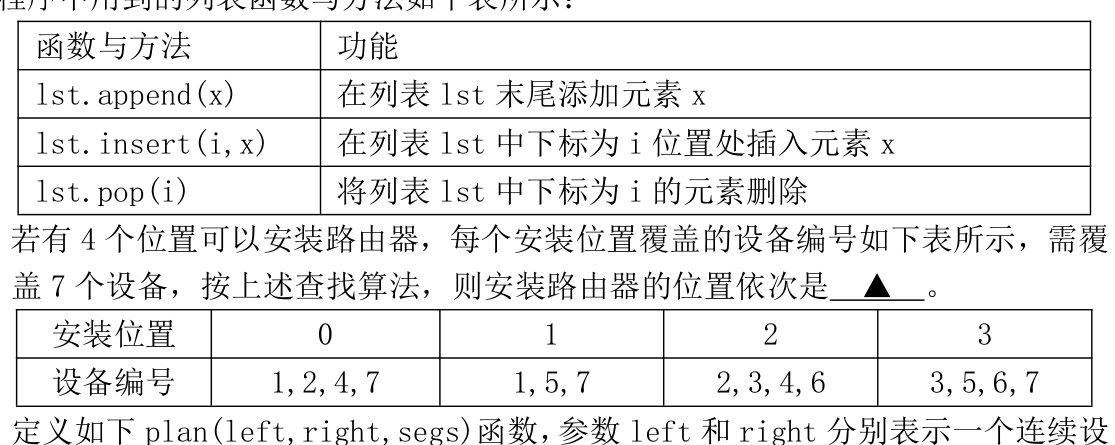 程序中用到的列表函数与方法如下表所示：
函数与方法 功能
lst.append(x) 在列表 lst 末尾添加元素 x
lst.insert(i,x) 在列表 lst 中下标为 i 位置处插入元素 x
lst.pop(i) 将列表 lst 中下标为 i 的元素删除
若有 4 个位置可以安装路由器，每个安装位置覆盖的设备编号如下表所示，需覆
盖 7 个设备，按上述查找算法，则安装路由器的位置依次是 ▲ 。
安装位置 0 1 2 3
设备编号 1,2,4,7 1,5,7 2,3,4,6 3,5,6,7
定义如下 plan(left,right,segs)函数,参数 left 和 right 分别表示一个连续设